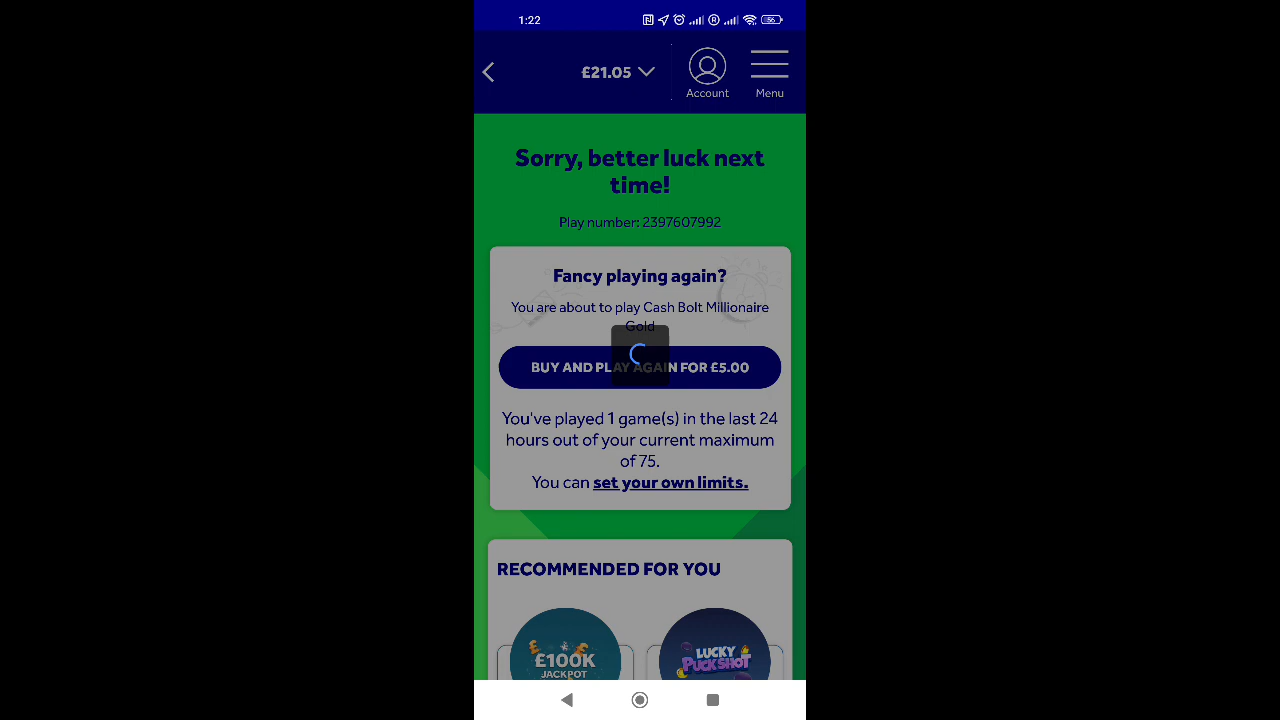 1:22
56
£21.05
Account
Menu
Sorry, better luck next
time!
Play number: 2397607992
Fancy playing again?
You are about to play Cash Bolt Millionaire
Gold
BUY AND PLAY AGAIN FOR £5.00
You've played 1 game(s) in the last 24
hours out of your current maximum
of 75.
You can set your own limits.
RECOMMENDED FOR YOU
£100K
JACKPOT
LUCKY
PUCK SHOT